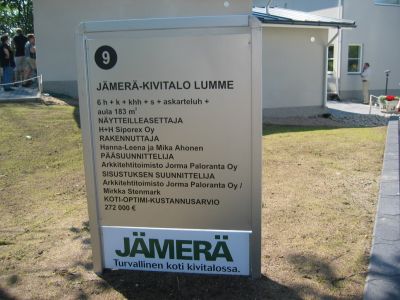 9
JÄMERÄ-KIVITALO LUMME
6 h + k + khh + s + askarteluh +
aula 183 m²
NÄYTTEILLEASETTAJA
H+H Siporex Oy
RAKENNUTTAJA
Hanna-Leena ja Mika Ahonen
PÄÄSUUNNITTELIJA
Arkkitehtitoimisto Jorma Paloranta Oy
SISUSTUKSEN SUUNNITTELIJA
Arkkitehtitoimisto Jorma Paloranta Oy /
Mirkka Stenmark
KOTI-OPTIMI-KUSTANNUSARVIO
272 000 €
JÄMERÄ
Turvallinen koti kivitalossa.